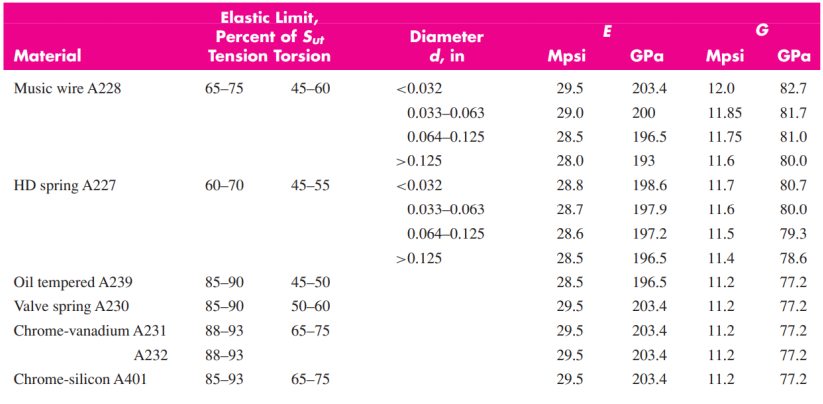 Elastic Limit,
Percent of Sut Diameter E G
Material Tension Torsion d, in Mpsi GPa Mpsi GPa
Music wire A228 65–75 45–60 <0.032 29.5 203.4 12.0 82.7
0.033–0.063 29.0 200 11.85 81.7
0.064–0.125 28.5 196.5 11.75 81.0
>0.125 28.0 193 11.6 80.0
HD spring A227 60–70 45–55 <0.032 28.8 198.6 11.7 80.7
0.033–0.063 28.7 197.9 11.6 80.0
0.064–0.125 28.6 197.2 11.5 79.3
>0.125 28.5 196.5 11.4 78.6
Oil tempered A239 85–90 45–50 28.5 196.5 11.2 77.2
Valve spring A230 85–90 50–60 29.5 203.4 11.2 77.2
Chrome-vanadium A231 88–93 65–75 29.5 203.4 11.2 77.2
A232 88–93 29.5 203.4 11.2 77.2
Chrome-silicon A401 85–93 65–75 29.5 203.4 11.2 77.2